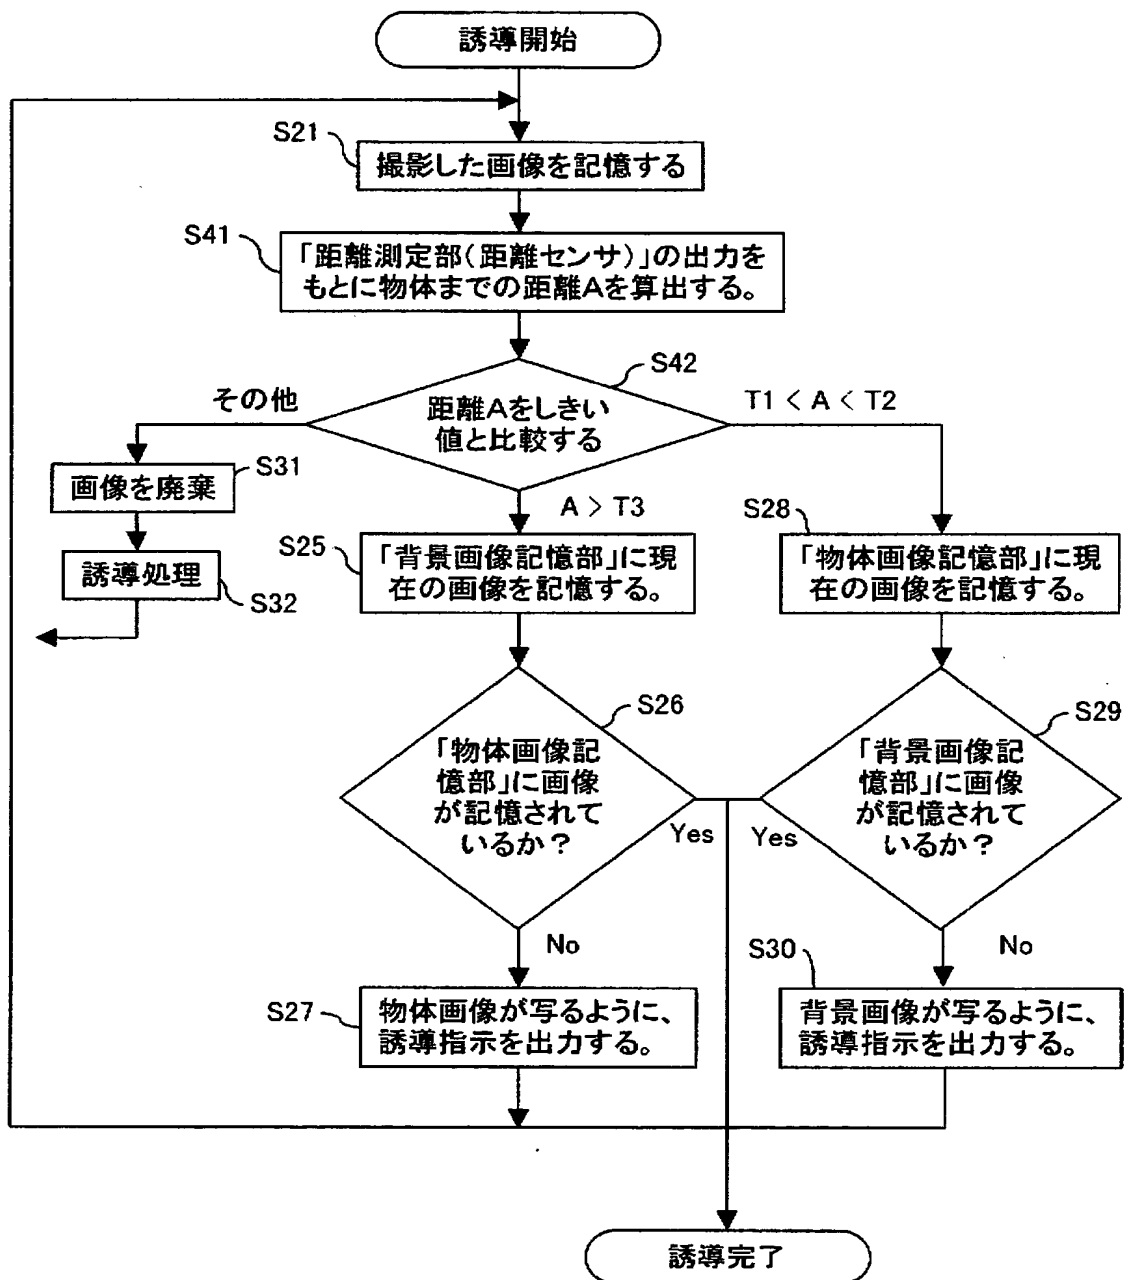 誘導開始
S21
撮影した画像を記憶する
S41
「距離測定部(距離センサ)」の出力を
もとに物体までの距離Aを算出する。
S42
その他
距離Aをしきい
値と比較する
T1 < A < T2
S31
画像を廃棄
A > T3
S28
S25
「背景画像記憶部」に現
在の画像を記憶する。
「物体画像記憶部」に現
在の画像を記憶する。
誘導処理
S32
S26
S29
「物体画像記
憶部」に画像
が記憶されて
いるか?
「背景画像記
憶部」に画像
が記憶されて
いるか?
Yes
Yes
No
No
S30
S27
物体画像が写るように、
誘導指示を出力する。
背景画像が写るように、
誘導指示を出力する。
誘導完了